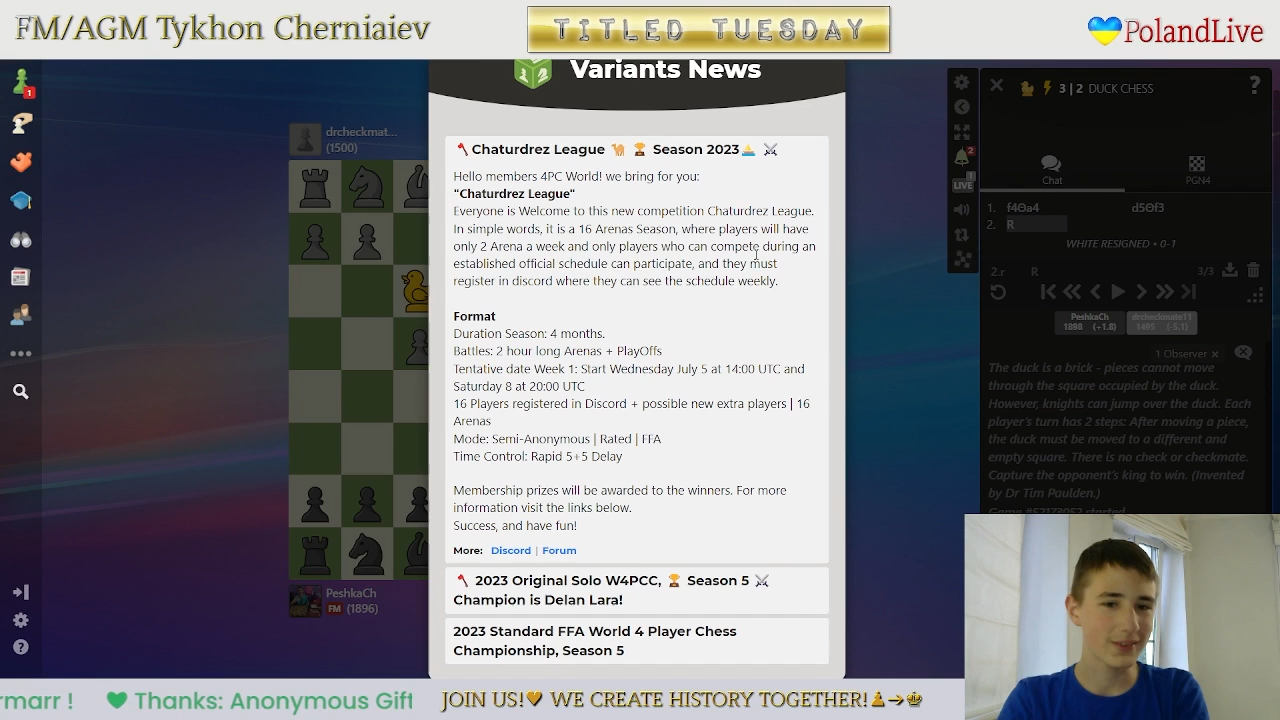 FM/AGM Tykhon Cherniaiev
TITLED TUESDAY
PolandLive
1
drcheckmat...
(1500)
PeshkaCh
FM (1896)
Variants News
Chaturdrez League Season 2023
Hello members 4PC World! we bring for you:
"Chaturdrez League"
Everyone is Welcome to this new competition Chaturdrez League.
In simple words, it is a 16 Arenas Season, where players will have
only 2 Arena a week and only players who can compete during an
established official schedule can participate, and they must
register in discord where they can see the schedule weekly.
Format
Duration Season: 4 months.
Battles: 2 hour long Arenas + PlayOffs
Tentative date Week 1: Start Wednesday July 5 at 14:00 UTC and
Saturday 8 at 20:00 UTC
16 Players registered in Discord + possible new extra players | 16
Arenas
Mode: Semi-Anonymous | Rated | FFA
Time Control: Rapid 5+5 Delay
Membership prizes will be awarded to the winners. For more
information visit the links below.
Success, and have fun!
More: Discord | Forum
2023 Original Solo W4PCC, Season 5
Champion is Delan Lara!
2023 Standard FFA World 4 Player Chess
Championship, Season 5
2
1
LIVE
3 | 2 DUCK CHESS
?
Chat
PGN4
1. f4Θa4 d5Θf3
2. R
WHITE RESIGNED • 0-1
2.r R 3/3
PeshkaCh
1898 (+1.8)
drcheckmate11
1495 (-5.1)
1 Observer ×
The duck is a brick - pieces cannot move
through the square occupied by the duck.
However, knights can jump over the duck. Each
player's turn has 2 steps: After moving a piece,
the duck must be moved to a different and
empty square. There is no check or checkmate.
Capture the opponent's king to win. (Invented
by Dr Tim Paulden.)
rmarr ! Thanks: Anonymous Gift
JOIN US! WE CREATE HISTORY TOGETHER!